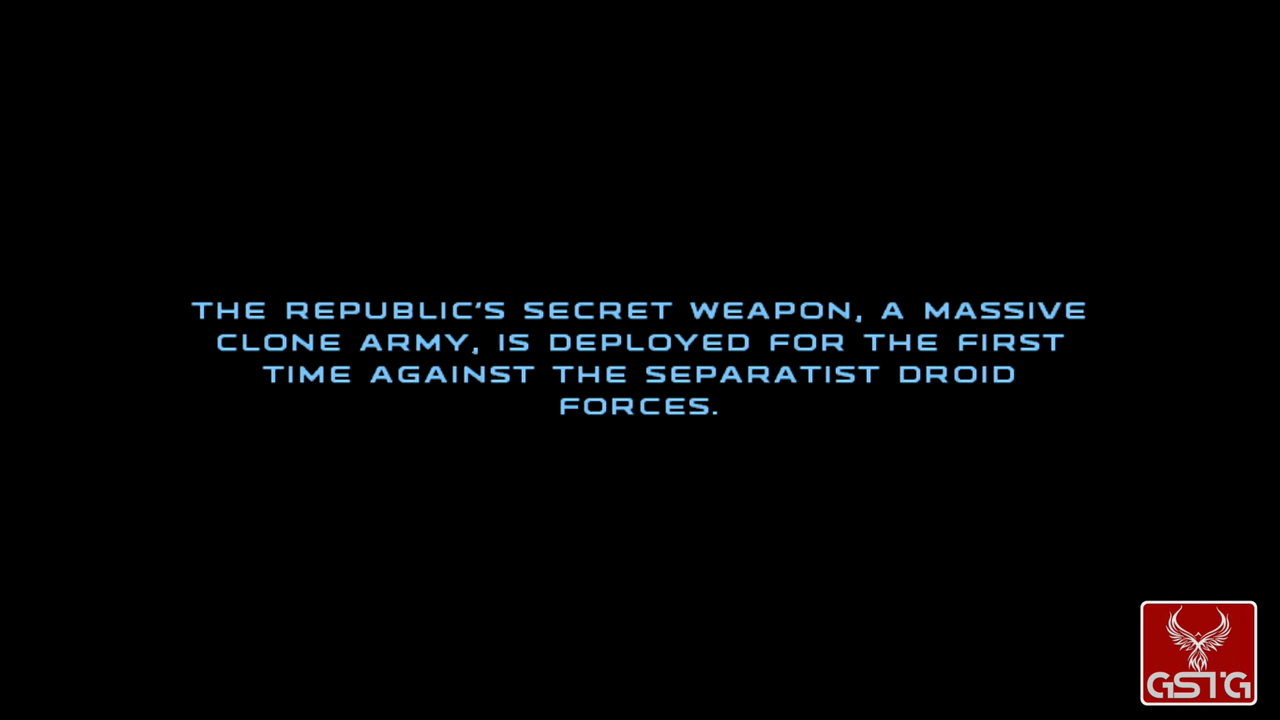 THE REPUBLIC'S SECRET WEAPON, A MASSIVE
CLONE ARMY, IS DEPLOYED FOR THE FIRST
TIME AGAINST THE SEPARATIST DROID
FORCES.
GSTG